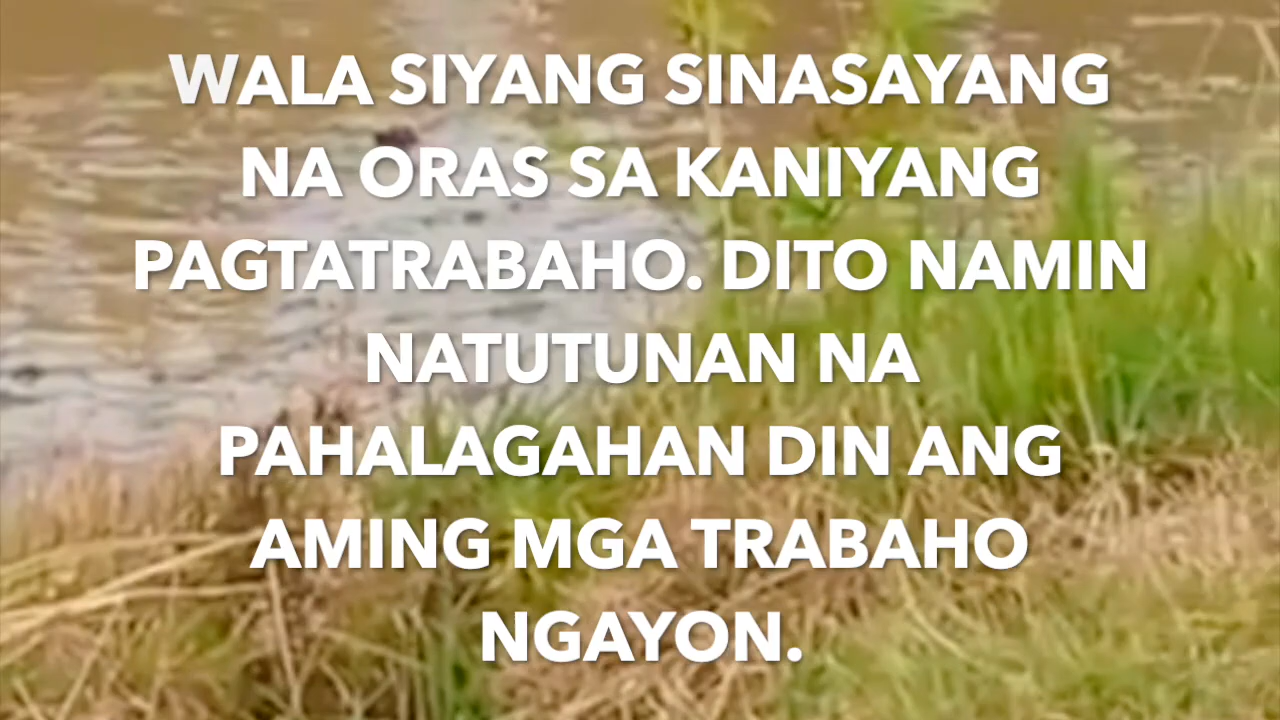 WALA SIYANG SINASAYANG
NA ORAS SA KANIYANG
PAGTATRABAHO. DITO NAMIN
NATUTUNAN NA
PAHALAGAHAN DIN ANG
AMING MGA TRABAHO
NGAYON.